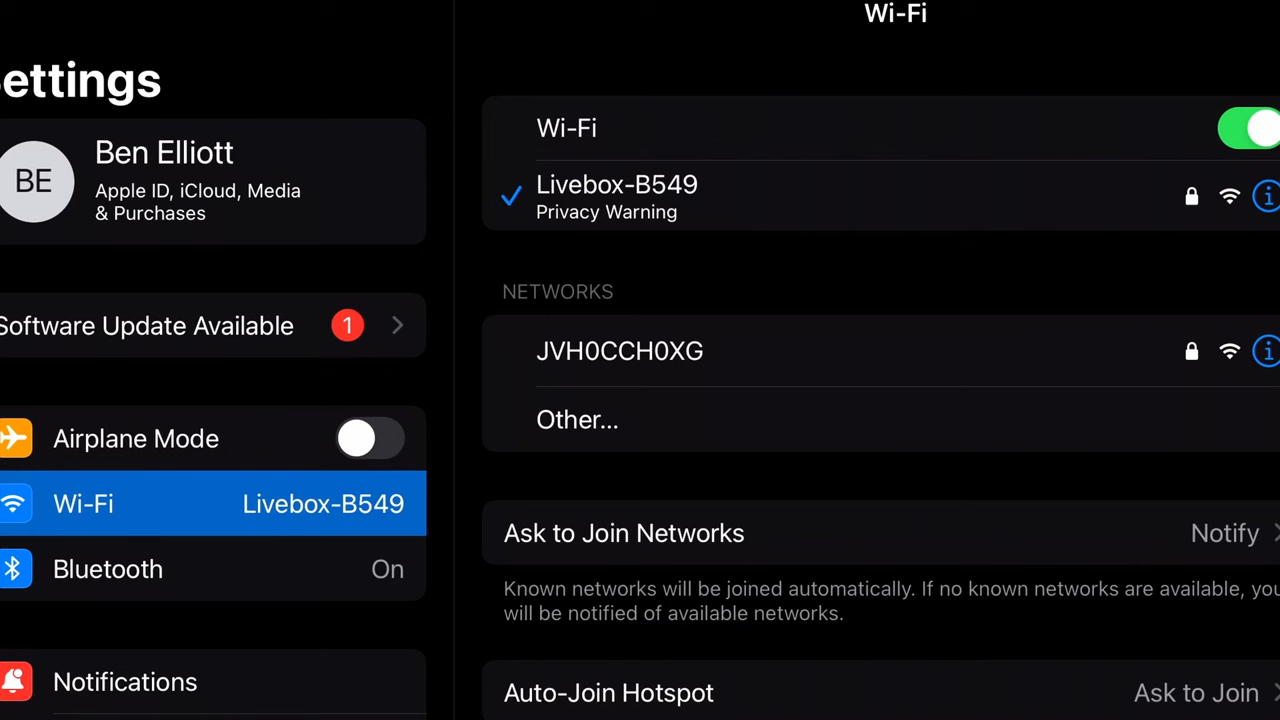 Wi-Fi
Settings
BE
Ben Elliott
Apple ID, iCloud, Media
& Purchases
Software Update Available
1
Airplane Mode
Wi-Fi
Livebox-B549
Bluetooth
On
Notifications
Wi-Fi
Livebox-B549
Privacy Warning
NETWORKS
JVH0CCH0XG
Other...
Ask to Join Networks
Notify
Known networks will be joined automatically. If no known networks are available, you
will be notified of available networks.
Auto-Join Hotspot
Ask to Join